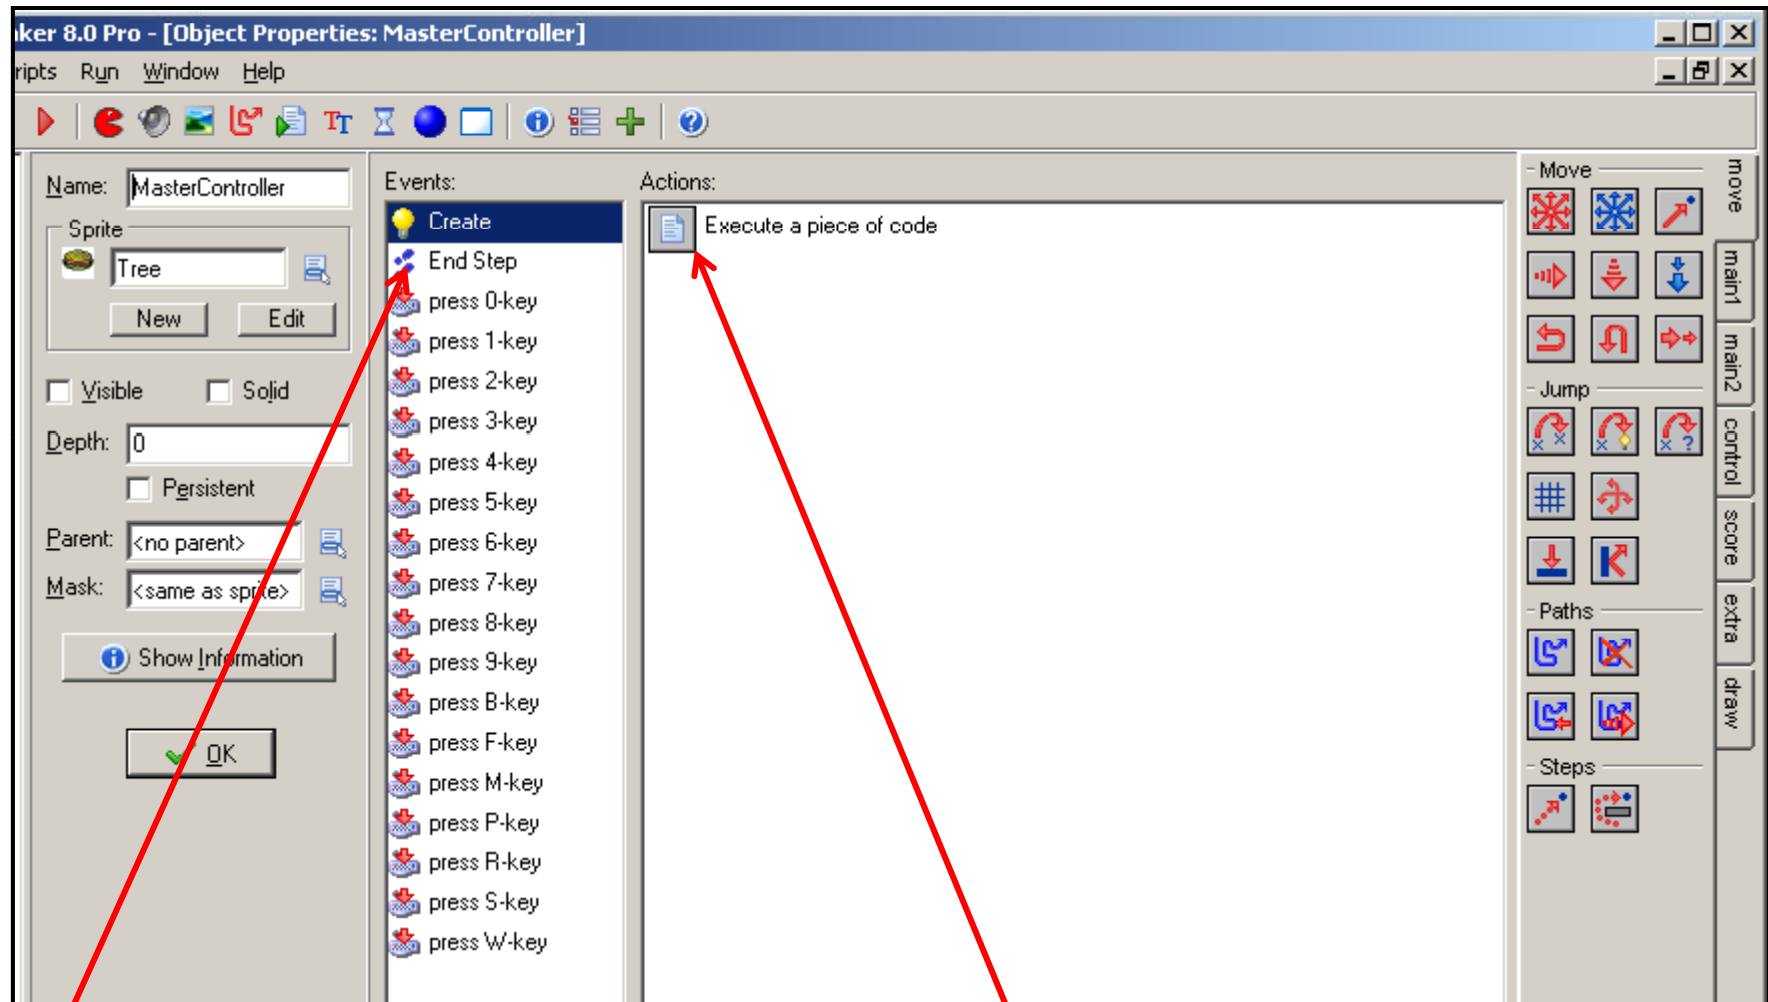 ker 8.0 Pro - [Object Properties: MasterController]
ripts Run Window Help
Name: MasterController
Sprite
Tree
New Edit
Visible Solid
Depth: 0
Persistent
Parent: <no parent>
Mask: <same as sprite>
Show Information
OK
Events:
Create
End Step
press 0-key
press 1-key
press 2-key
press 3-key
press 4-key
press 5-key
press 6-key
press 7-key
press 8-key
press 9-key
press B-key
press F-key
press M-key
press P-key
press R-key
press S-key
press W-key
Actions:
Execute a piece of code
Move
Jump
Paths
Steps
move
main1
main2
control
score
extra
draw